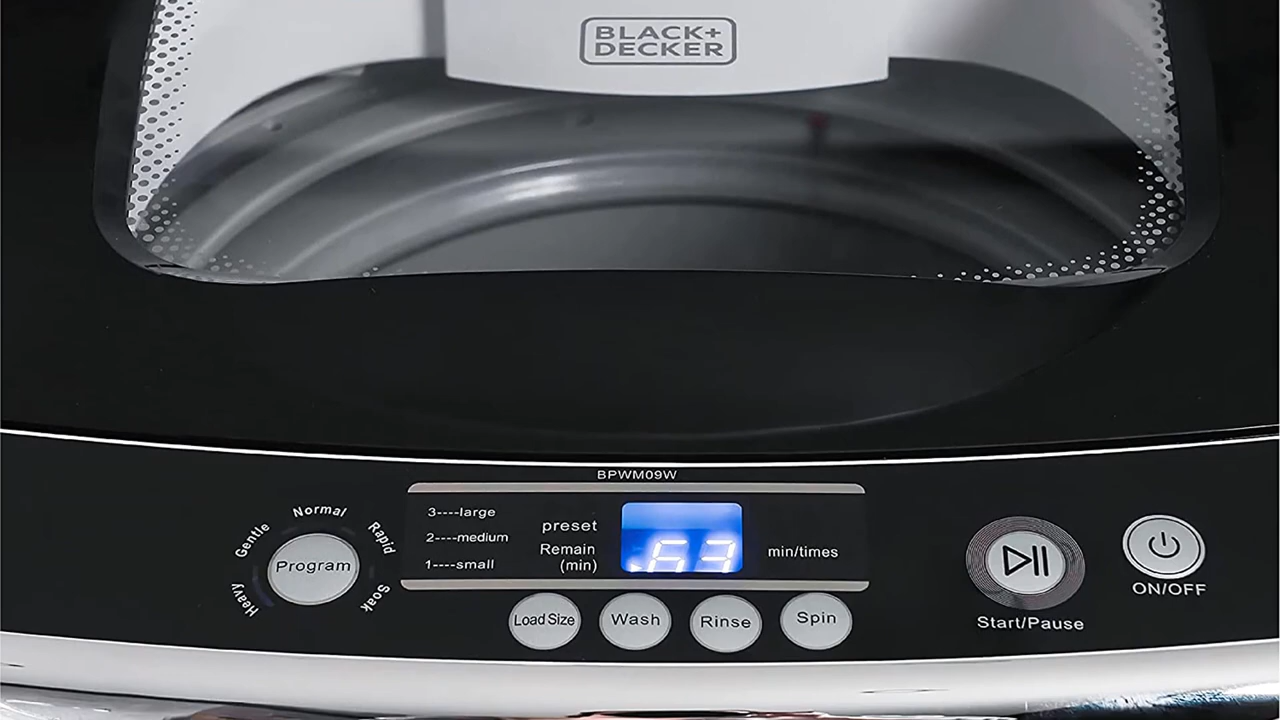 BLACK+
DECKER
BPWM09W
3----large
2----medium
1----small
preset
Remain
(min)
63
min/times
Heavy
Gentle
Normal
Rapid
Soak
Program
Load Size
Wash
Rinse
Spin
Start/Pause
ON/OFF